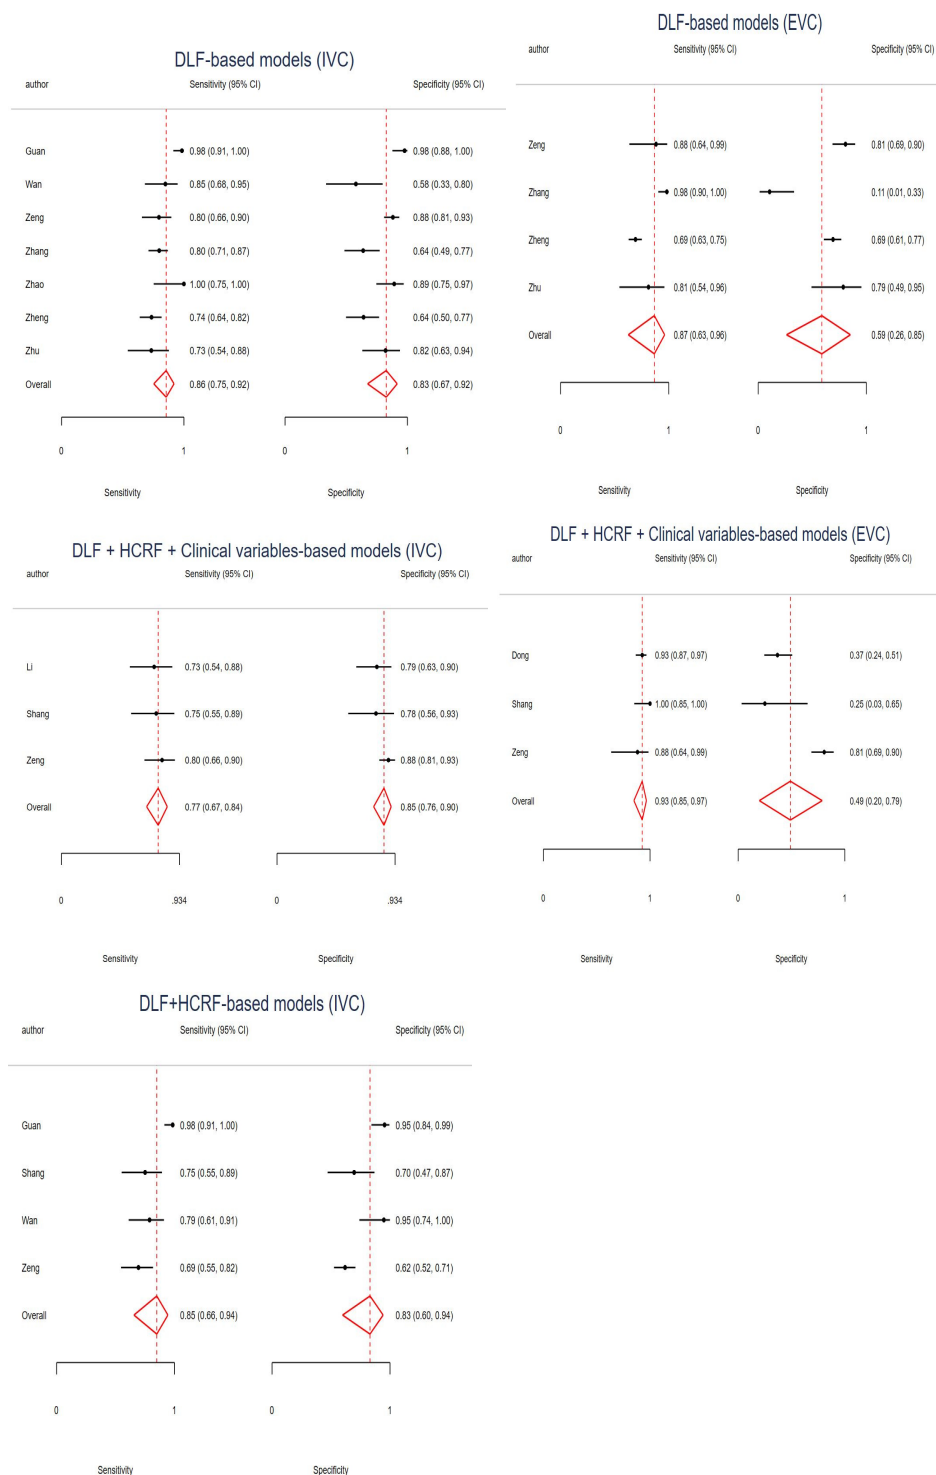 DLF-based models (IVC)
author Sensitivity (95% CI) Specificity (95% CI)
Guan 0.98 (0.91, 1.00) 0.98 (0.88, 1.00)
Wan 0.85 (0.68, 0.95) 0.58 (0.33, 0.80)
Zeng 0.80 (0.66, 0.90) 0.88 (0.81, 0.93)
Zhang 0.80 (0.71, 0.87) 0.64 (0.49, 0.77)
Zhao 1.00 (0.75, 1.00) 0.89 (0.75, 0.97)
Zheng 0.74 (0.64, 0.82) 0.64 (0.50, 0.77)
Zhu 0.73 (0.54, 0.88) 0.82 (0.63, 0.94)
Overall 0.86 (0.75, 0.92) 0.83 (0.67, 0.92)
0 1 0 1
Sensitivity Specificity
DLF-based models (EVC)
author Sensitivity (95% CI) Specificity (95% CI)
Zeng 0.88 (0.64, 0.99) 0.81 (0.69, 0.90)
Zhang 0.98 (0.90, 1.00) 0.11 (0.01, 0.33)
Zheng 0.69 (0.63, 0.75) 0.69 (0.61, 0.77)
Zhu 0.81 (0.54, 0.96) 0.79 (0.49, 0.95)
Overall 0.87 (0.63, 0.96) 0.59 (0.26, 0.85)
0 1 0 1
Sensitivity Specificity
DLF + HCRF + Clinical variables-based models (IVC)
author Sensitivity (95% CI) Specificity (95% CI)
Li 0.73 (0.54, 0.88) 0.79 (0.63, 0.90)
Shang 0.75 (0.55, 0.89) 0.78 (0.56, 0.93)
Zeng 0.80 (0.66, 0.90) 0.88 (0.81, 0.93)
Overall 0.77 (0.67, 0.84) 0.85 (0.76, 0.90)
0 .934 0 .934
Sensitivity Specificity
DLF + HCRF + Clinical variables-based models (EVC)
author Sensitivity (95% CI) Specificity (95% CI)
Dong 0.93 (0.87, 0.97) 0.37 (0.24, 0.51)
Shang 1.00 (0.85, 1.00) 0.25 (0.03, 0.65)
Zeng 0.88 (0.64, 0.99) 0.81 (0.69, 0.90)
Overall 0.93 (0.85, 0.97) 0.49 (0.20, 0.79)
0 1 0 1
Sensitivity Specificity
DLF+HCRF-based models (IVC)
author Sensitivity (95% CI) Specificity (95% CI)
Guan 0.98 (0.91, 1.00) 0.95 (0.84, 0.99)
Shang 0.75 (0.55, 0.89) 0.70 (0.47, 0.87)
Wan 0.79 (0.61, 0.91) 0.95 (0.74, 1.00)
Zeng 0.69 (0.55, 0.82) 0.62 (0.52, 0.71)
Overall 0.85 (0.66, 0.94) 0.83 (0.60, 0.94)
0 1 0 1
Sensitivity Specificity